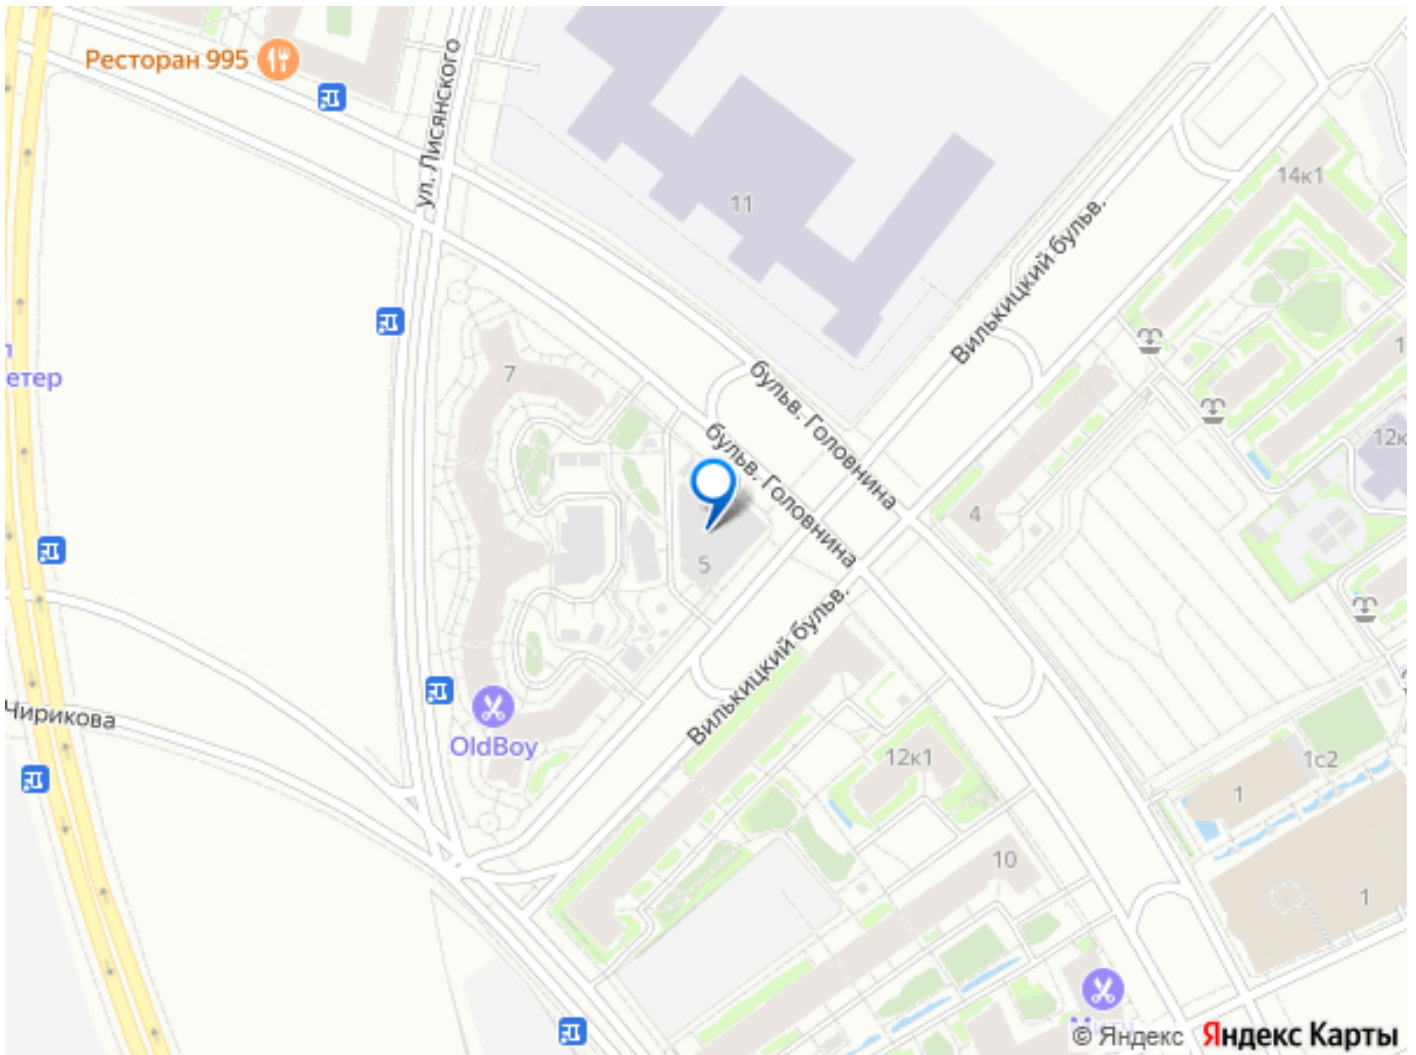 Ресторан 995
ул. Лисянского
11
14к1
Вилькицкий бульв.
7
етер
бульв. Головнина
бульв. Головнина
12к
4
5
Вилькицкий бульв.
Чирикова
OldBoy
12к1
1с2
1
10
1
© Яндекс
Яндекс Карты